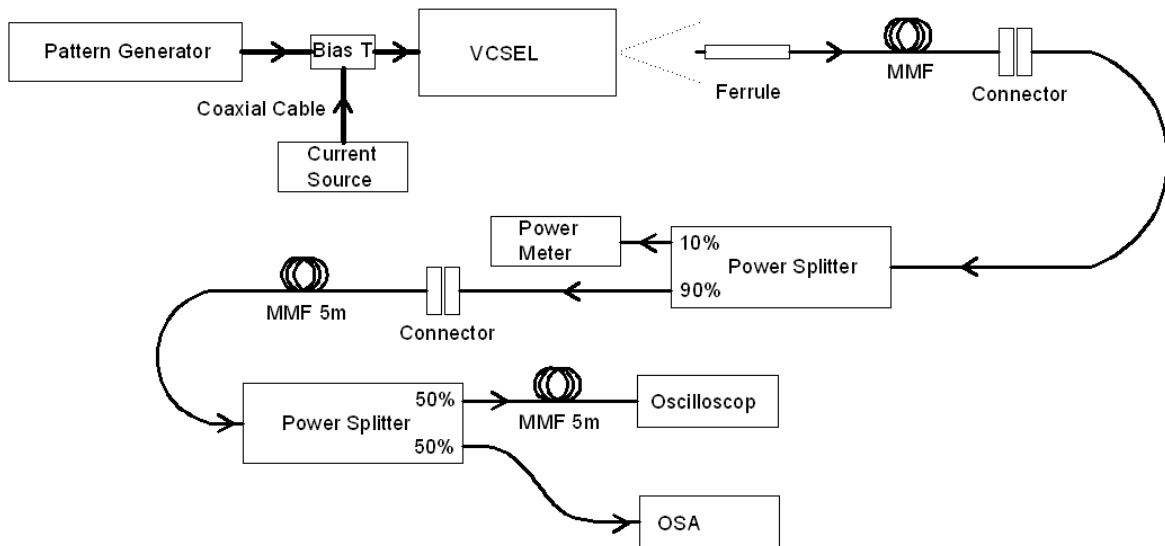 Pattern Generator
Bias T
VCSEL
Coaxial Cable
Current
Source
Ferrule
MMF
Connector
Power
Meter
10%
90%
Power Splitter
MMF 5m
Connector
Power Splitter
50%
50%
MMF 5m
Oscilloscop
OSA